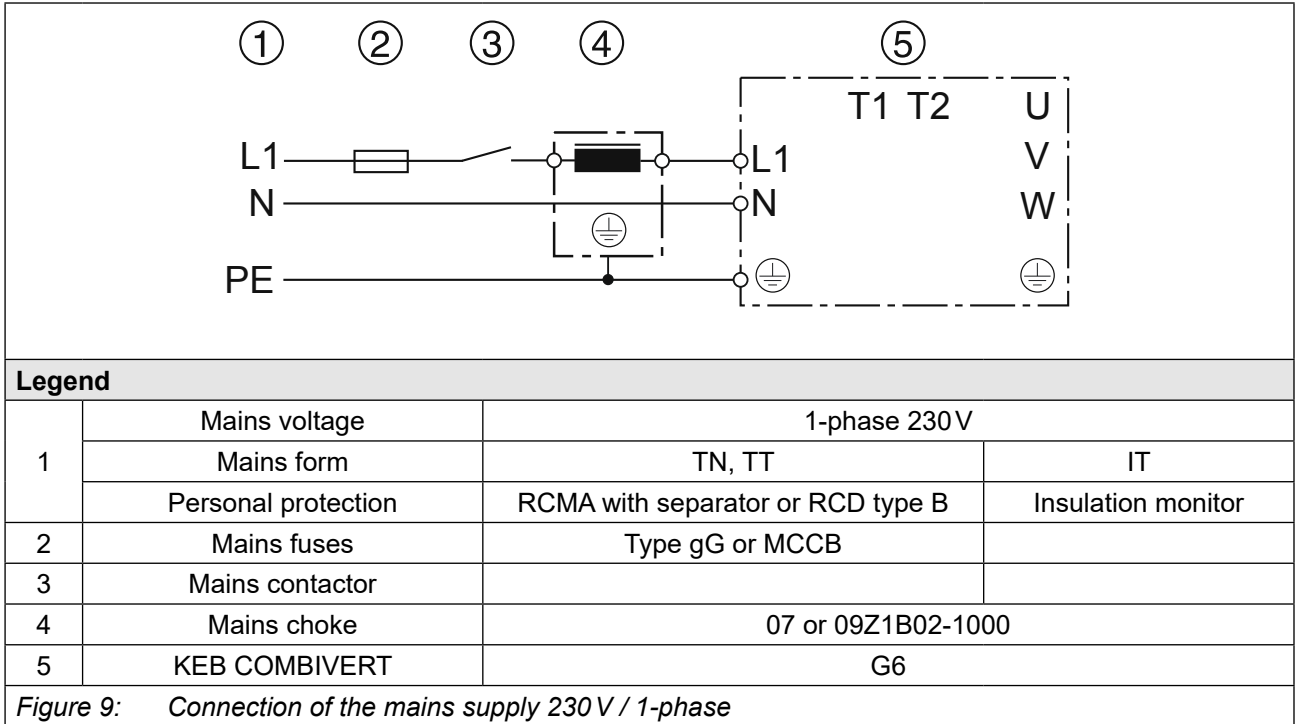 ① ② ③ ④ ⑤
T1 T2 U
L1 L1 V
N N W
PE
Legend
1 Mains voltage 1-phase 230 V
Mains form TN, TT IT
Personal protection RCMA with separator or RCD type B Insulation monitor
2 Mains fuses Type gG or MCCB
3 Mains contactor
4 Mains choke 07 or 09Z1B02-1000
5 KEB COMBIVERT G6
Figure 9: Connection of the mains supply 230 V / 1-phase